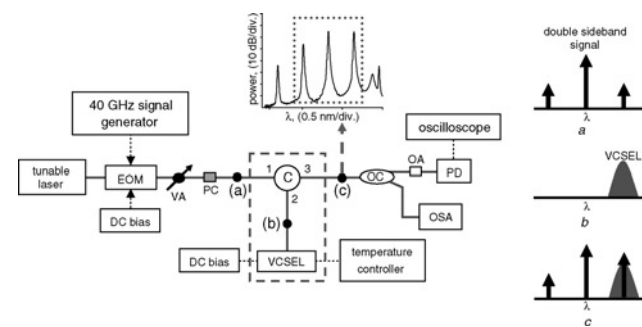 power, (10 dB/div.)
λ, (0.5 nm/div.)
40 GHz signal
generator
tunable
laser
EOM
DC bias
VA
PC
(a)
1
C
3
2
(b)
(c)
DC bias
VCSEL
temperature
controller
OC
OA
oscilloscope
PD
OSA
double sideband
signal
λ
a
VCSEL
λ
b
λ
c